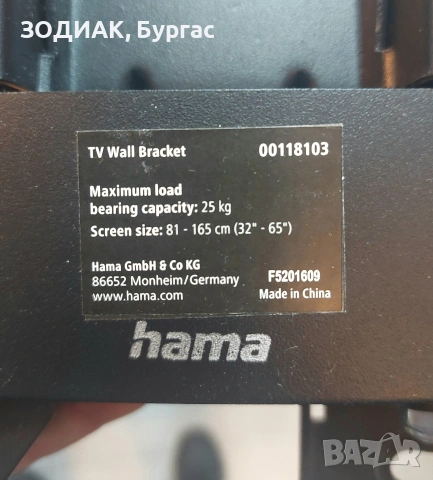 ЗОДИАК, Бургас
TV Wall Bracket 00118103
Maximum load
bearing capacity: 25 kg
Screen size: 81 - 165 cm (32" - 65")
Hama GmbH & Co KG
86652 Monheim/Germany F5201609
www.hama.com Made in China
hama
BAZAR